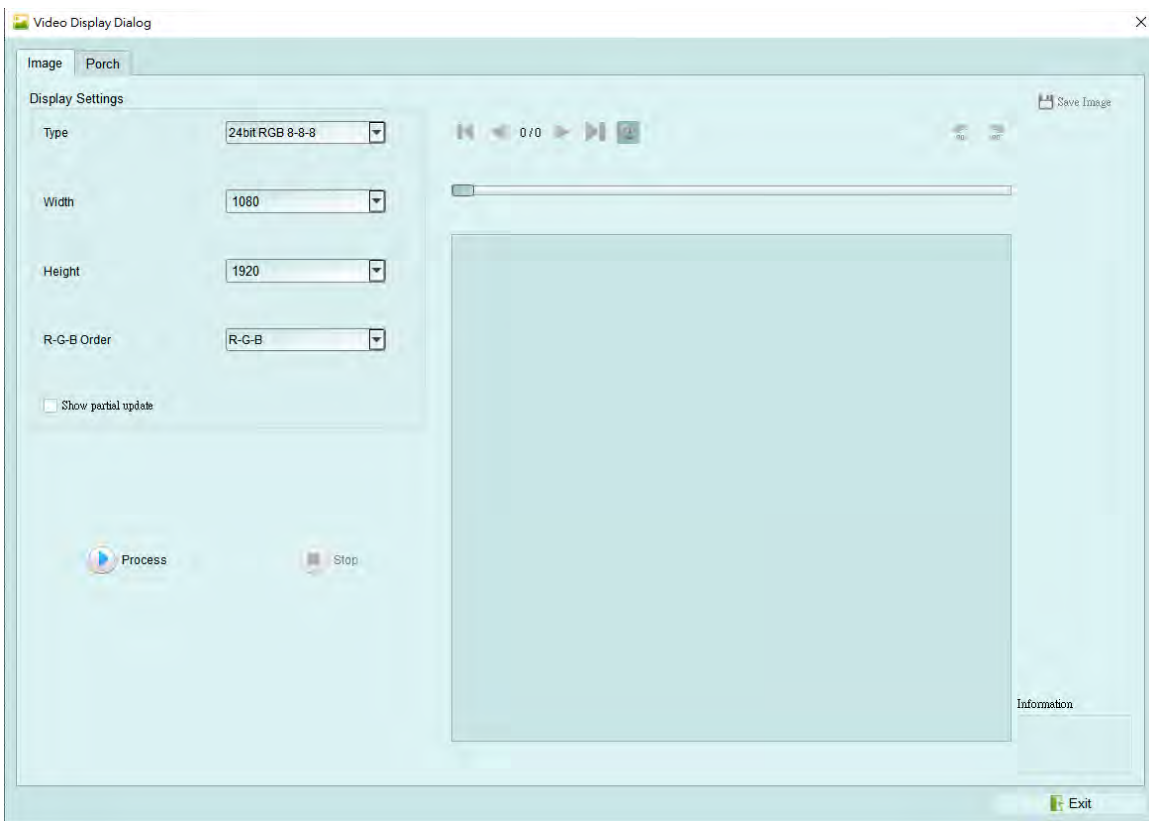 Video Display Dialog
Image Porch
Display Settings
Save Image
Type 24bit RGB 8-8-8
0/0
Width 1080
Height 1920
R-G-B Order R-G-B
Show partial update
Process Stop
Information
Exit